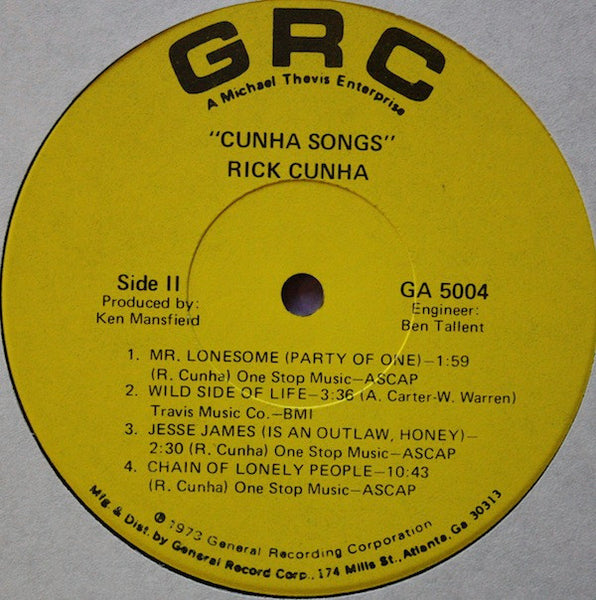 GRC
A Michael Thevis Enterprise
"CUNHA SONGS"
RICK CUNHA
Side II
Produced by:
Ken Mansfield
GA 5004
Engineer:
Ben Tallent
1. MR. LONESOME (PARTY OF ONE)—1:59
(R. Cunha) One Stop Music—ASCAP
2. WILD SIDE OF LIFE—3:36 (A. Carter-W. Warren)
Travis Music Co.—BMI
3. JESSE JAMES (IS AN OUTLAW, HONEY)—
2:30 (R. Cunha) One Stop Music—ASCAP
4. CHAIN OF LONELY PEOPLE—10:43
(R. Cunha) One Stop Music—ASCAP
℗ 1973 General Recording Corporation
Mfg. & Dist. by General Record Corp., 174 Mills St., Atlanta, Ga 30313